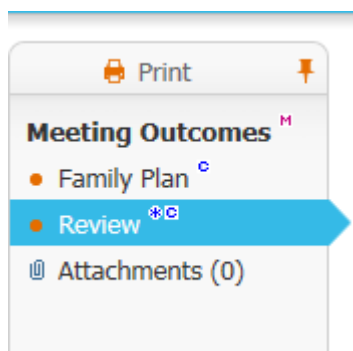 Print
Meeting Outcomes M
Family Plan C
Review * C
Attachments (0)